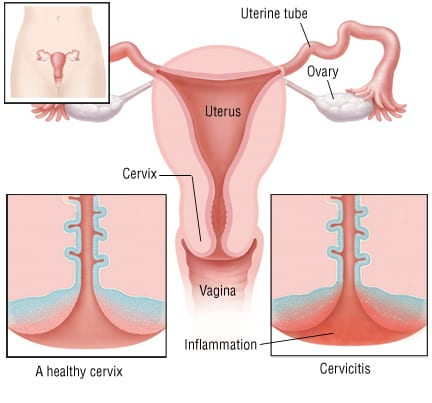 Uterine tube
Ovary
Uterus
Cervix
Vagina
Inflammation
A healthy cervix
Cervicitis